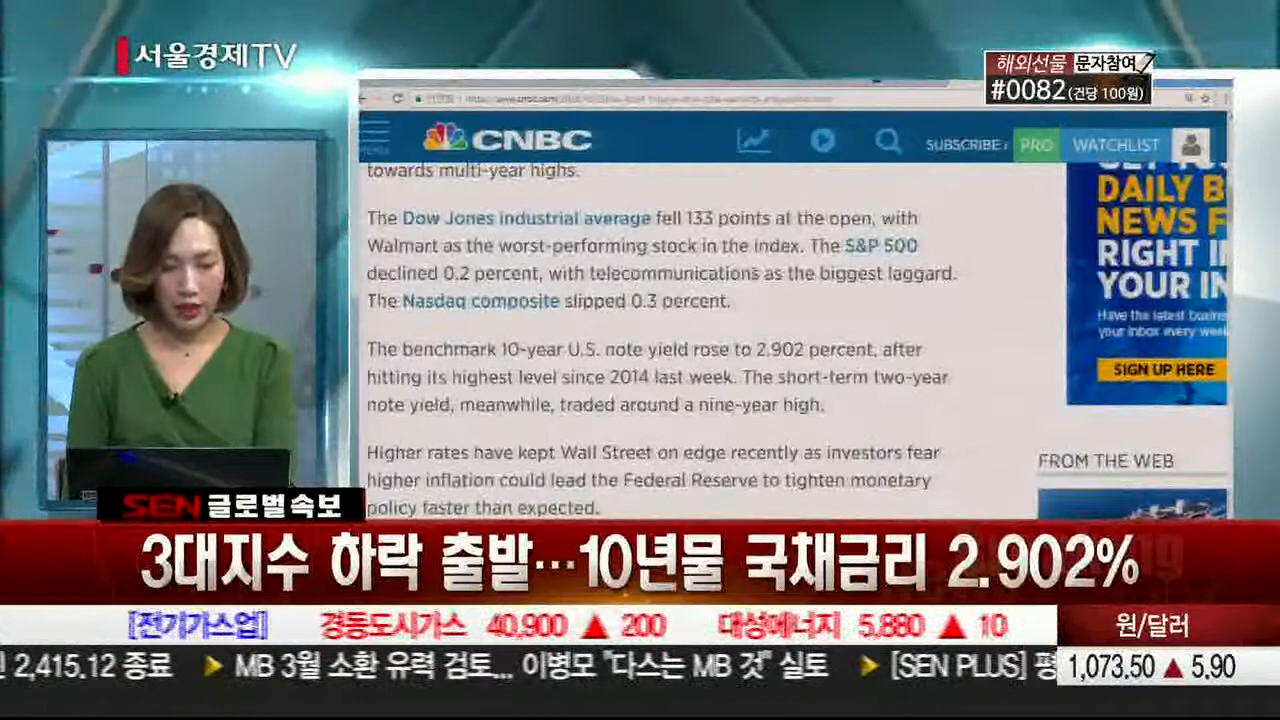 서울경제TV
해외선물 문자참여
#0082(건당 100원)
CNBC
SUBSCRIBE
PRO
WATCHLIST
towards multi-year highs.
The Dow Jones industrial average fell 133 points at the open, with
Walmart as the worst-performing stock in the index. The S&P 500
declined 0.2 percent, with telecommunications as the biggest laggard.
The Nasdaq composite slipped 0.3 percent.
The benchmark 10-year U.S. note yield rose to 2.902 percent, after
hitting its highest level since 2014 last week. The short-term two-year
note yield, meanwhile, traded around a nine-year high.
Higher rates have kept Wall Street on edge recently as investors fear
higher inflation could lead the Federal Reserve to tighten monetary
policy faster than expected.
DAILY B
NEWS F
RIGHT I
YOUR IN
Have the latest
your inbox every
SIGN UP HERE
FROM THE WEB
SEN 글로벌속보
3대지수 하락 출발…10년물 국채금리 2.902%
[전기가스업] 경동도시가스 40,900 ▲ 200 대성에너지 5,880 ▲ 10
원/달러
2,415.12 종료 ▶ MB 3월 소환 유력 검토... 이병모 "다스는 MB 것" 실토 ▶ [SEN PLUS] 평
1,073.50 ▲ 5.90